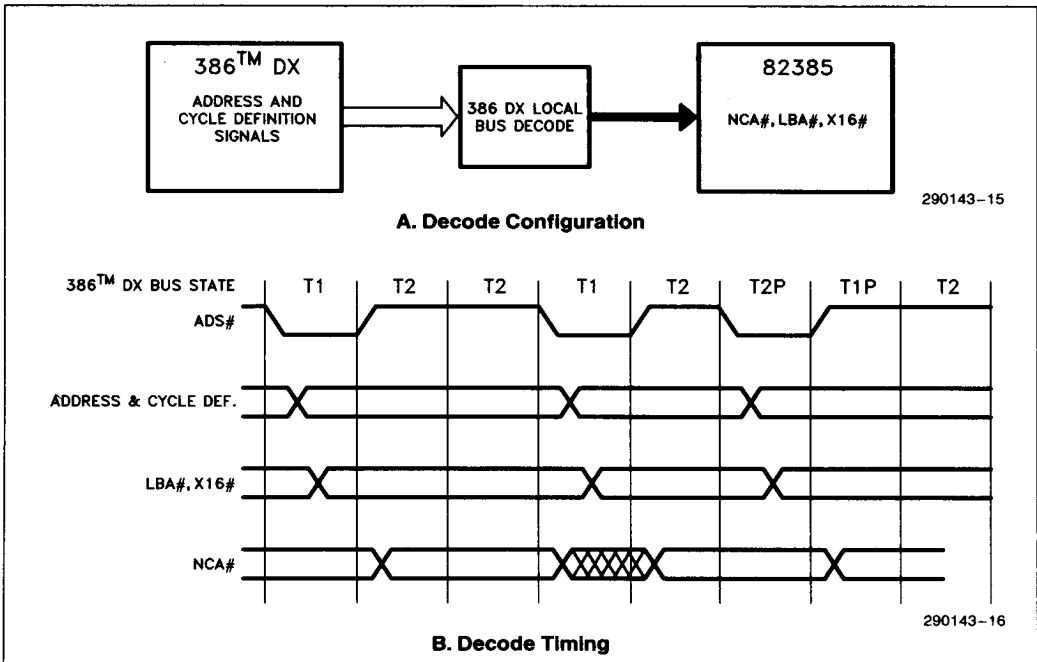 386™ DX
ADDRESS AND
CYCLE DEFINITION
SIGNALS
386 DX LOCAL
BUS DECODE
82385
NCA#, LBA#, X16#
290143–15
A. Decode Configuration
386™ DX BUS STATE T1 T2 T2 T1 T2 T2P T1P T2
ADS#
ADDRESS & CYCLE DEF.
LBA#, X16#
NCA#
290143–16
B. Decode Timing